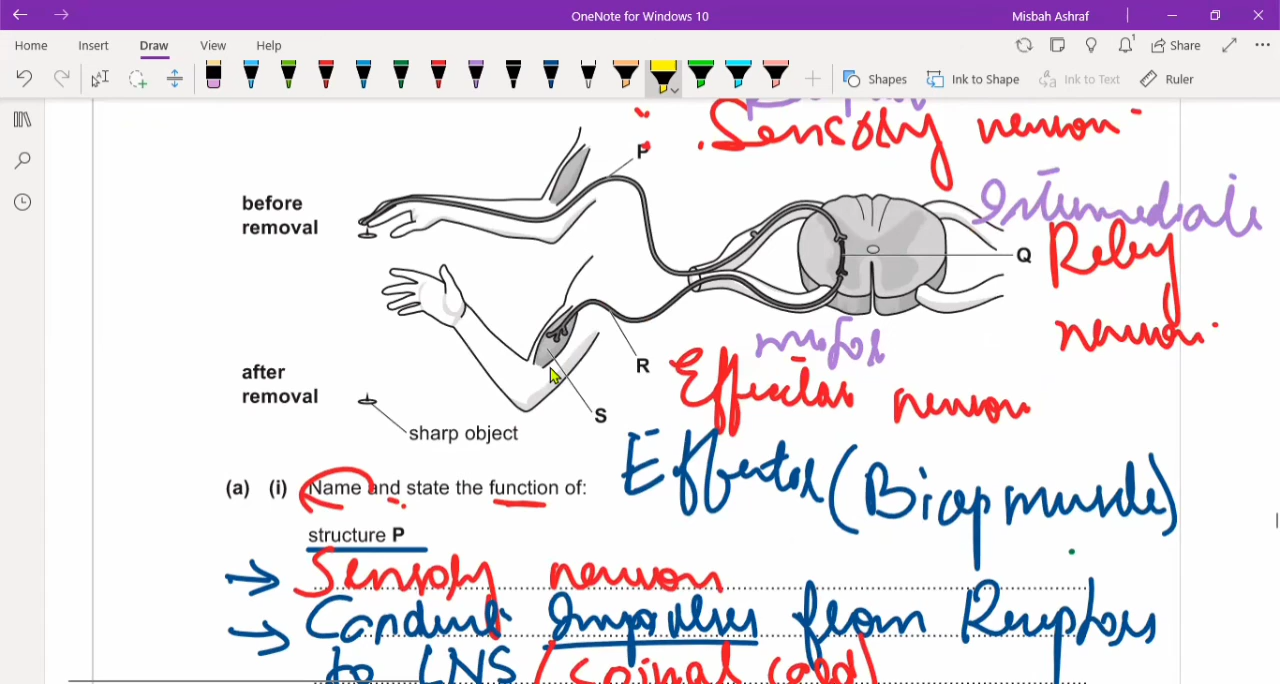 OneNote for Windows 10
Misbah Ashraf
Home Insert Draw View Help
Share
Shapes Ink to Shape Ink to Text Ruler
Sensory neuron
P
before
removal
Intermediate
Q
Reley
neuron
motor
R
Effector neuron
after
removal
S
sharp object
Effector (Bicep muscle)
(a) (i) Name and state the function of:
structure P
Sensory neuron
Conduct Impulses from Receptors
to CNS (spinal cord)